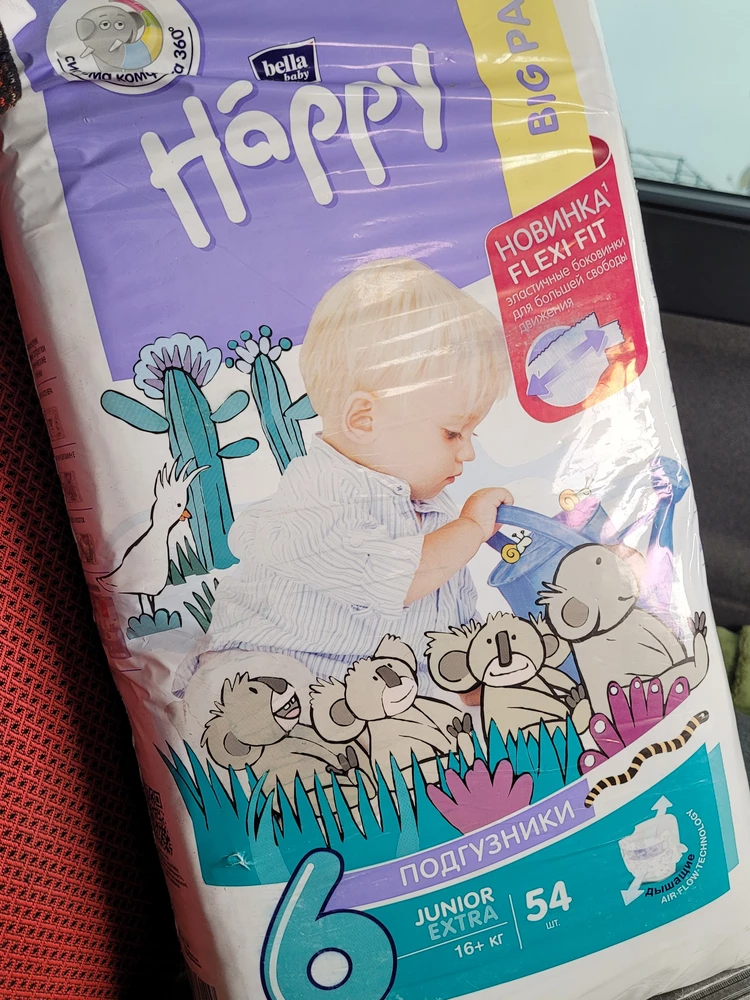 bella
baby
Háppy
BIG PA
НОВИНКА¹
FLEXI-FIT
эластичные боковинки
для большей свободы
движения
ПОДГУЗНИКИ
6
JUNIOR
EXTRA
16+ кг
54
шт.
дышащие
AIR-FLOW-TECHNOLOGY